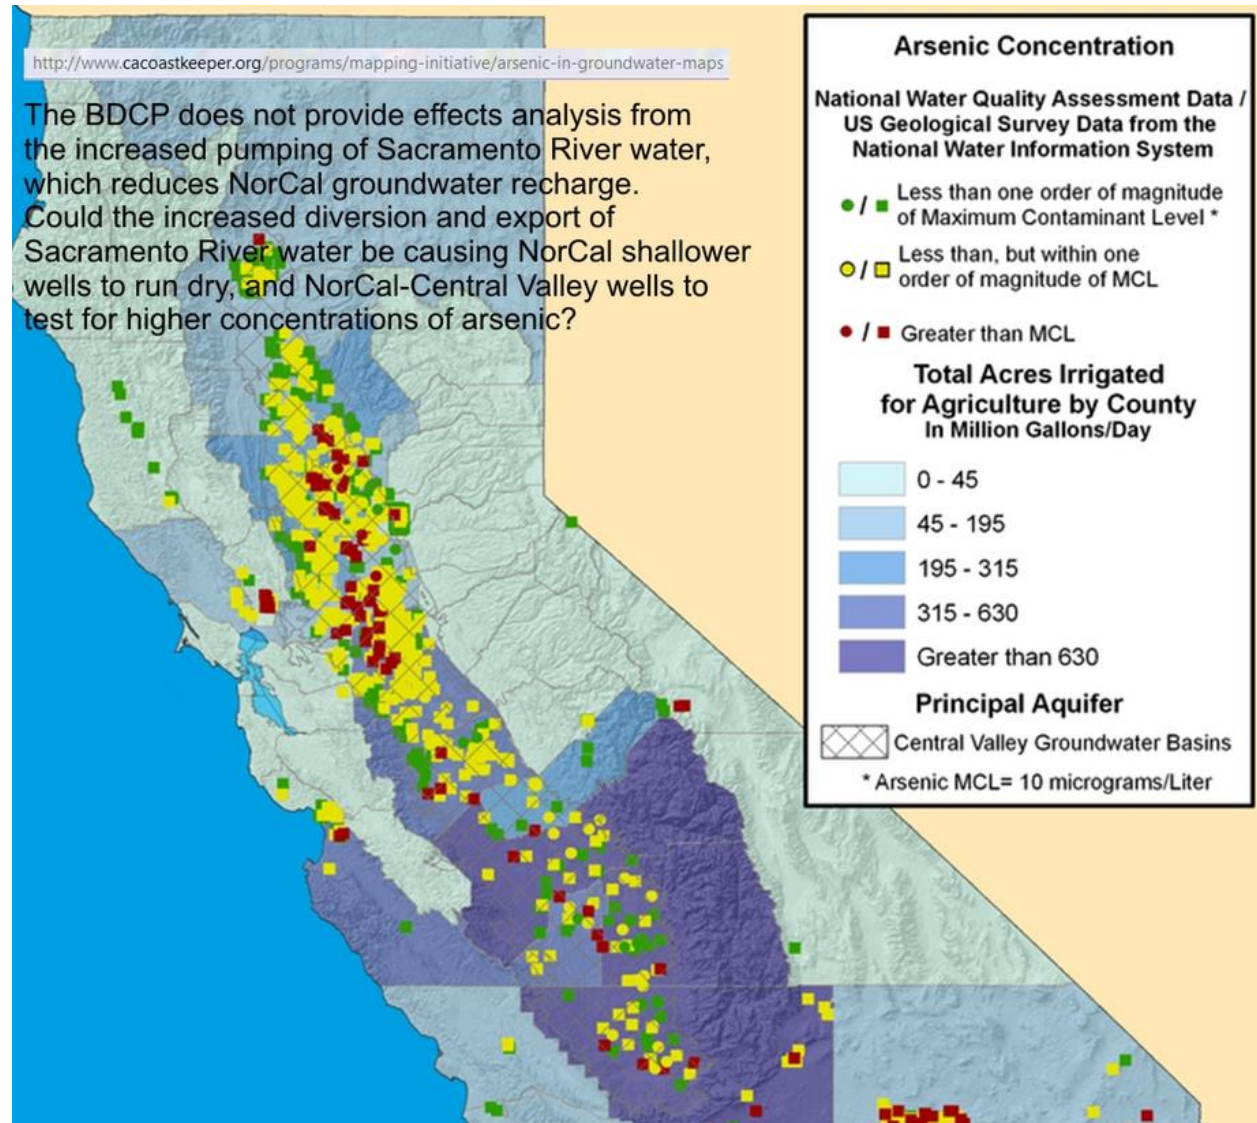 http://www.cacoastkeeper.org/programs/mapping-initiative/arsenic-in-groundwater-maps
The BDCP does not provide effects analysis from
the increased pumping of Sacramento River water,
which reduces NorCal groundwater recharge.
Could the increased diversion and export of
Sacramento River water be causing NorCal shallower
wells to run dry, and NorCal-Central Valley wells to
test for higher concentrations of arsenic?
Arsenic Concentration
National Water Quality Assessment Data /
US Geological Survey Data from the
National Water Information System
/ Less than one order of magnitude
of Maximum Contaminant Level *
/ Less than, but within one
order of magnitude of MCL
/ Greater than MCL
Total Acres Irrigated
for Agriculture by County
In Million Gallons/Day
0 - 45
45 - 195
195 - 315
315 - 630
Greater than 630
Principal Aquifer
Central Valley Groundwater Basins
* Arsenic MCL= 10 micrograms/Liter